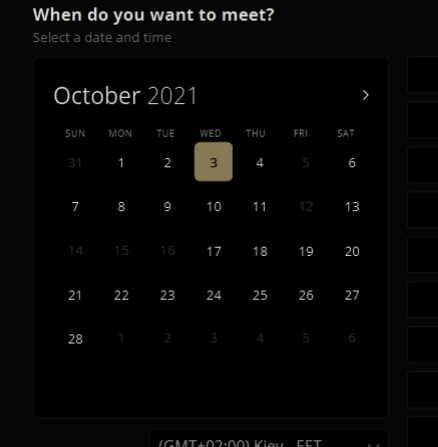 When do you want to meet?
Select a date and time
October 2021
SUN MON TUE WED THU FRI SAT
31 1 2 3 4 5 6
7 8 9 10 11 12 13
14 15 16 17 18 19 20
21 22 23 24 25 26 27
28 1 2 3 4 5 6
(GMT+02:00) Kiev EET